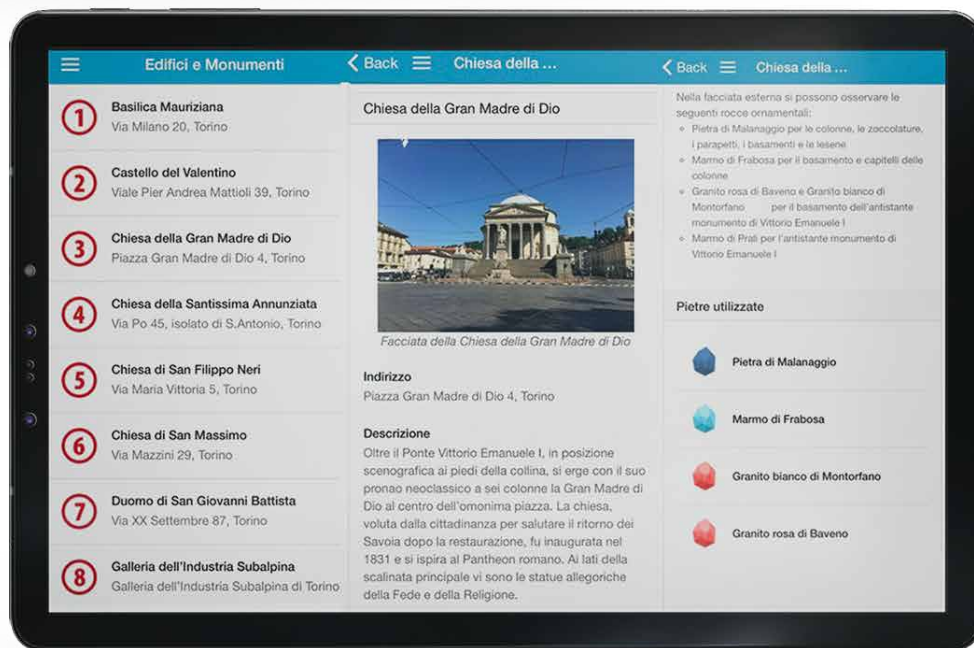 Edifici e Monumenti
1
Basilica Mauriziana
Via Milano 20, Torino
2
Castello del Valentino
Viale Pier Andrea Mattioli 39, Torino
3
Chiesa della Gran Madre di Dio
Piazza Gran Madre di Dio 4, Torino
4
Chiesa della Santissima Annunziata
Via Po 45, isolato di S.Antonio, Torino
5
Chiesa di San Filippo Neri
Via Maria Vittoria 5, Torino
6
Chiesa di San Massimo
Via Mazzini 29, Torino
7
Duomo di San Giovanni Battista
Via XX Settembre 87, Torino
8
Galleria dell'Industria Subalpina
Galleria dell'Industria Subalpina di Torino
Back Chiesa della ...
Chiesa della Gran Madre di Dio
Facciata della Chiesa della Gran Madre di Dio
Indirizzo
Piazza Gran Madre di Dio 4, Torino
Descrizione
Oltre il Ponte Vittorio Emanuele I, in posizione
scenografica ai piedi della collina, si erge con il suo
pronao neoclassico a sei colonne la Gran Madre di
Dio al centro dell'omonima piazza. La chiesa,
voluta dalla cittadinanza per salutare il ritorno dei
Savoia dopo la restaurazione, fu inaugurata nel
1831 e si ispira al Pantheon romano. Ai lati della
scalinata principale vi sono le statue allegoriche
della Fede e della Religione.
Back Chiesa della ...
Nella facciata esterna si possono osservare le
seguenti rocce ornamentali:
Pietra di Malanaggio per le colonne, le zoccolature,
i parapetti, i basamenti e le lesene
Marmo di Frabosa per il basamento e capitelli delle
colonne
Granito rosa di Baveno e Granito bianco di
Montorfano per il basamento dell'antistante
monumento di Vittorio Emanuele I
Marmo di Prali per l'antistante monumento di
Vittorio Emanuele I
Pietre utilizzate
Pietra di Malanaggio
Marmo di Frabosa
Granito bianco di Montorfano
Granito rosa di Baveno